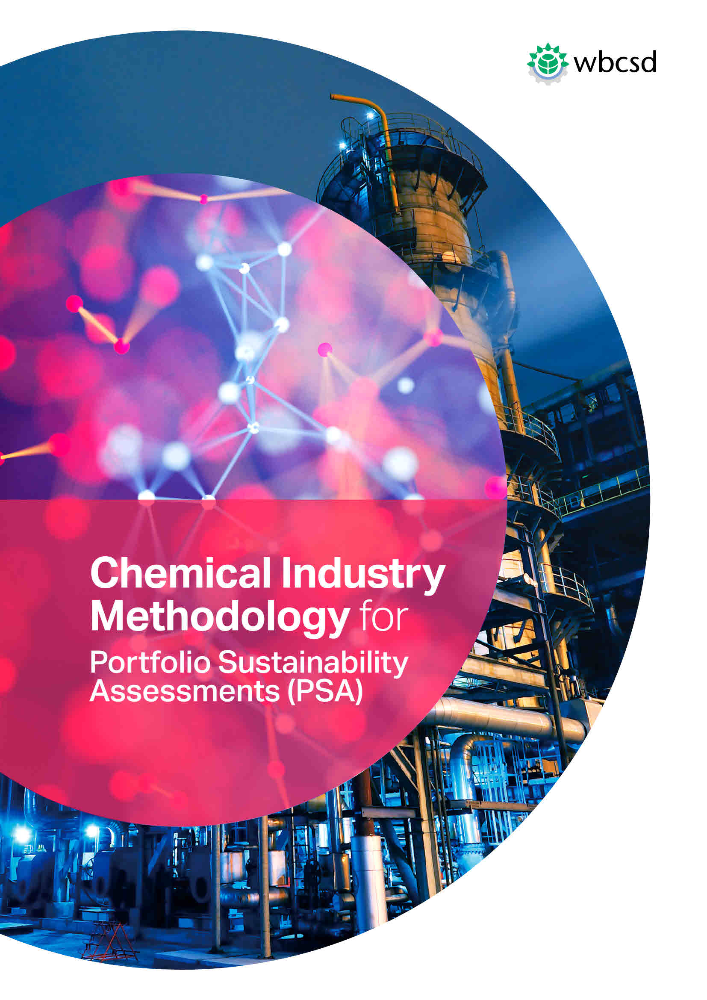 wbcsd
Chemical Industry
Methodology for
Portfolio Sustainability
Assessments (PSA)